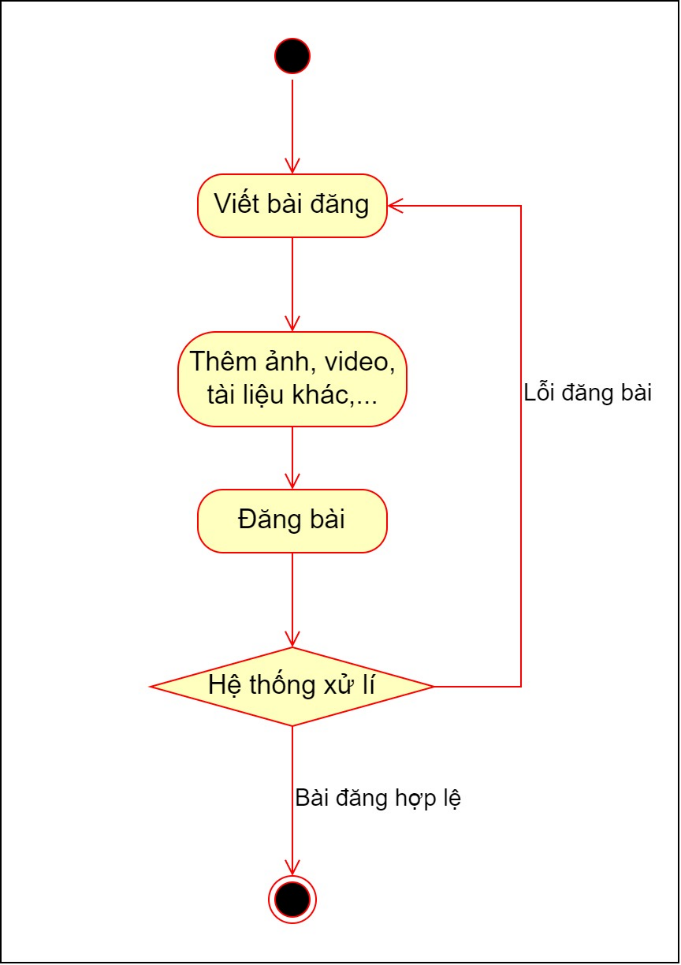 Viết bài đăng
Thêm ảnh, video,
tài liệu khác,...
Lỗi đăng bài
Đăng bài
Hệ thống xử lí
Bài đăng hợp lệ